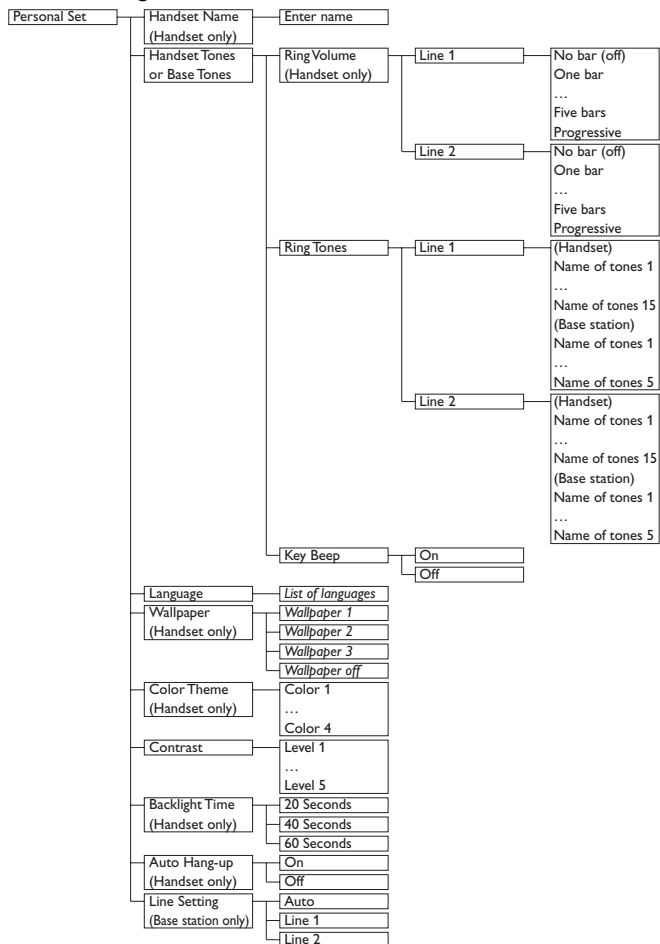 Personal Set
Handset Name
(Handset only)
Enter name
Handset Tones
or Base Tones
Ring Volume
(Handset only)
Line 1
No bar (off)
One bar
…
Five bars
Progressive
Line 2
No bar (off)
One bar
…
Five bars
Progressive
Ring Tones
Line 1
(Handset)
Name of tones 1
…
Name of tones 15
(Base station)
Name of tones 1
…
Name of tones 5
Line 2
(Handset)
Name of tones 1
…
Name of tones 15
(Base station)
Name of tones 1
…
Name of tones 5
Key Beep
On
Off
Language
List of languages
Wallpaper
(Handset only)
Wallpaper 1
Wallpaper 2
Wallpaper 3
Wallpaper off
Color Theme
(Handset only)
Color 1
…
Color 4
Contrast
Level 1
…
Level 5
Backlight Time
(Handset only)
20 Seconds
40 Seconds
60 Seconds
Auto Hang-up
(Handset only)
On
Off
Line Setting
(Base station only)
Auto
Line 1
Line 2